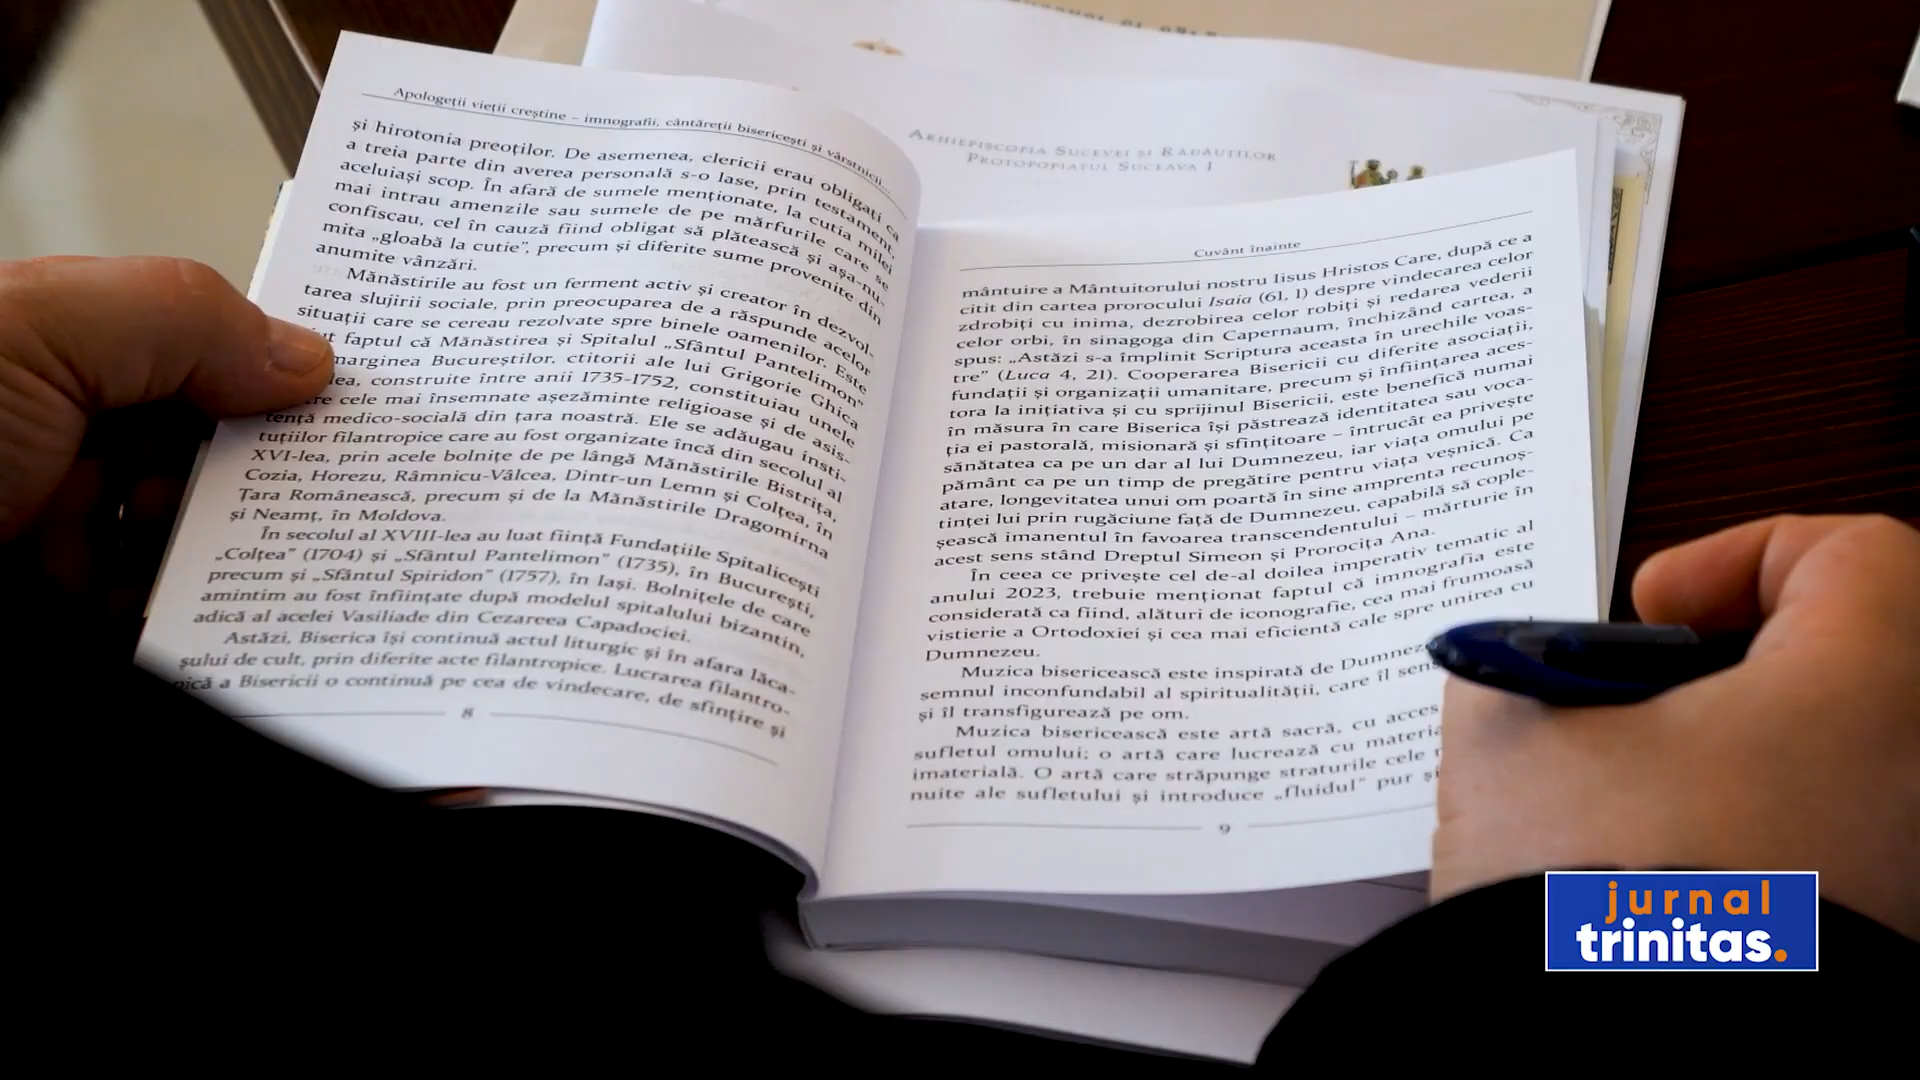 Apologeții vieții creștine – imnografii, cântăreții bisericești și vârstnicii...
și hirotonia preoților. De asemenea, clericii erau obligați ca
a treia parte din averea personală s-o lase, prin testament,
aceluiași scop. În afară de sumele menționate, la cutia milei
mai intrau amenzile sau sumele de pe mărfurile care se
confiscau, cel în cauză fiind obligat să plătească și așa-nu-
mita „gloabă la cutie”, precum și diferite sume provenite din
anumite vânzări.
Mănăstirile au fost un ferment activ și creator în dezvol-
tarea slujirii sociale, prin preocuparea de a răspunde acelor
situații care se cereau rezolvate spre binele oamenilor. Este
faptul că Mănăstirea și Spitalul „Sfântul Pantelimon”
marginea Bucureștilor, ctitorii ale lui Grigorie Ghica
lea, construite între anii 1735-1752, constituiau unele
cele mai însemnate așezăminte religioase și de asis-
tență medico-socială din țara noastră. Ele se adăugau insti-
tuțiilor filantropice care au fost organizate încă din secolul al
XVI-lea, prin acele bolnițe de pe lângă Mănăstirile Bistrița,
Cozia, Horezu, Râmnicu-Vâlcea, Dintr-un Lemn și Colțea, în
Țara Românească, precum și de la Mănăstirile Dragomirna
și Neamț, în Moldova.
În secolul al XVIII-lea au luat ființă Fundațiile Spitalicești
„Colțea” (1704) și „Sfântul Pantelimon” (1735), în București,
precum și „Sfântul Spiridon” (1757), în Iași. Bolnițele de care
amintim au fost înființate după modelul spitalului bizantin,
adică al acelei Vasiliade din Cezareea Capadociei.
Astăzi, Biserica își continuă actul liturgic și în afara lăca-
șului de cult, prin diferite acte filantropice. Lucrarea filantro-
pică a Bisericii o continuă pe cea de vindecare, de sfințire și
8
ARHIEPISCOPIA SUCEVEI ȘI RĂDĂUȚILOR
PROTOPOPIATUL SUCEAVA I
Cuvânt înainte
mântuire a Mântuitorului nostru Iisus Hristos Care, după ce a
citit din cartea prorocului Isaia (61, 1) despre vindecarea celor
zdrobiți cu inima, dezrobirea celor robiți și redarea vederii
celor orbi, în sinagoga din Capernaum, închizând cartea, a
spus: „Astăzi s-a împlinit Scriptura aceasta în urechile voas-
tre” (Luca 4, 21). Cooperarea Bisericii cu diferite asociații,
fundații și organizații umanitare, precum și înființarea aces-
tora la inițiativa și cu sprijinul Bisericii, este benefică numai
în măsura în care Biserica își păstrează identitatea sau voca-
ția ei pastorală, misionară și sfințitoare – întrucât ea privește
sănătatea ca pe un dar al lui Dumnezeu, iar viața omului pe
pământ ca pe un timp de pregătire pentru viața veșnică. Ca
atare, longevitatea unui om poartă în sine amprenta recunoș-
tinței lui prin rugăciune față de Dumnezeu, capabilă să cople-
șească imanentul în favoarea transcendentului – mărturie în
acest sens stând Dreptul Simeon și Prorocița Ana.
În ceea ce privește cel de-al doilea imperativ tematic al
anului 2023, trebuie menționat faptul că imnografia este
considerată ca fiind, alături de iconografie, cea mai frumoasă
vistierie a Ortodoxiei și cea mai eficientă cale spre unirea cu
Dumnezeu.
Muzica bisericească este inspirată de Dumnez
semnul inconfundabil al spiritualității, care îl sens
și îl transfigurează pe om.
Muzica bisericească este artă sacră, cu acces
sufletul omului; o artă care lucrează cu materia
imaterială. O artă care străpunge straturile cele
nuite ale sufletului și introduce „fluidul” pur și
9
jurnal
trinitas.